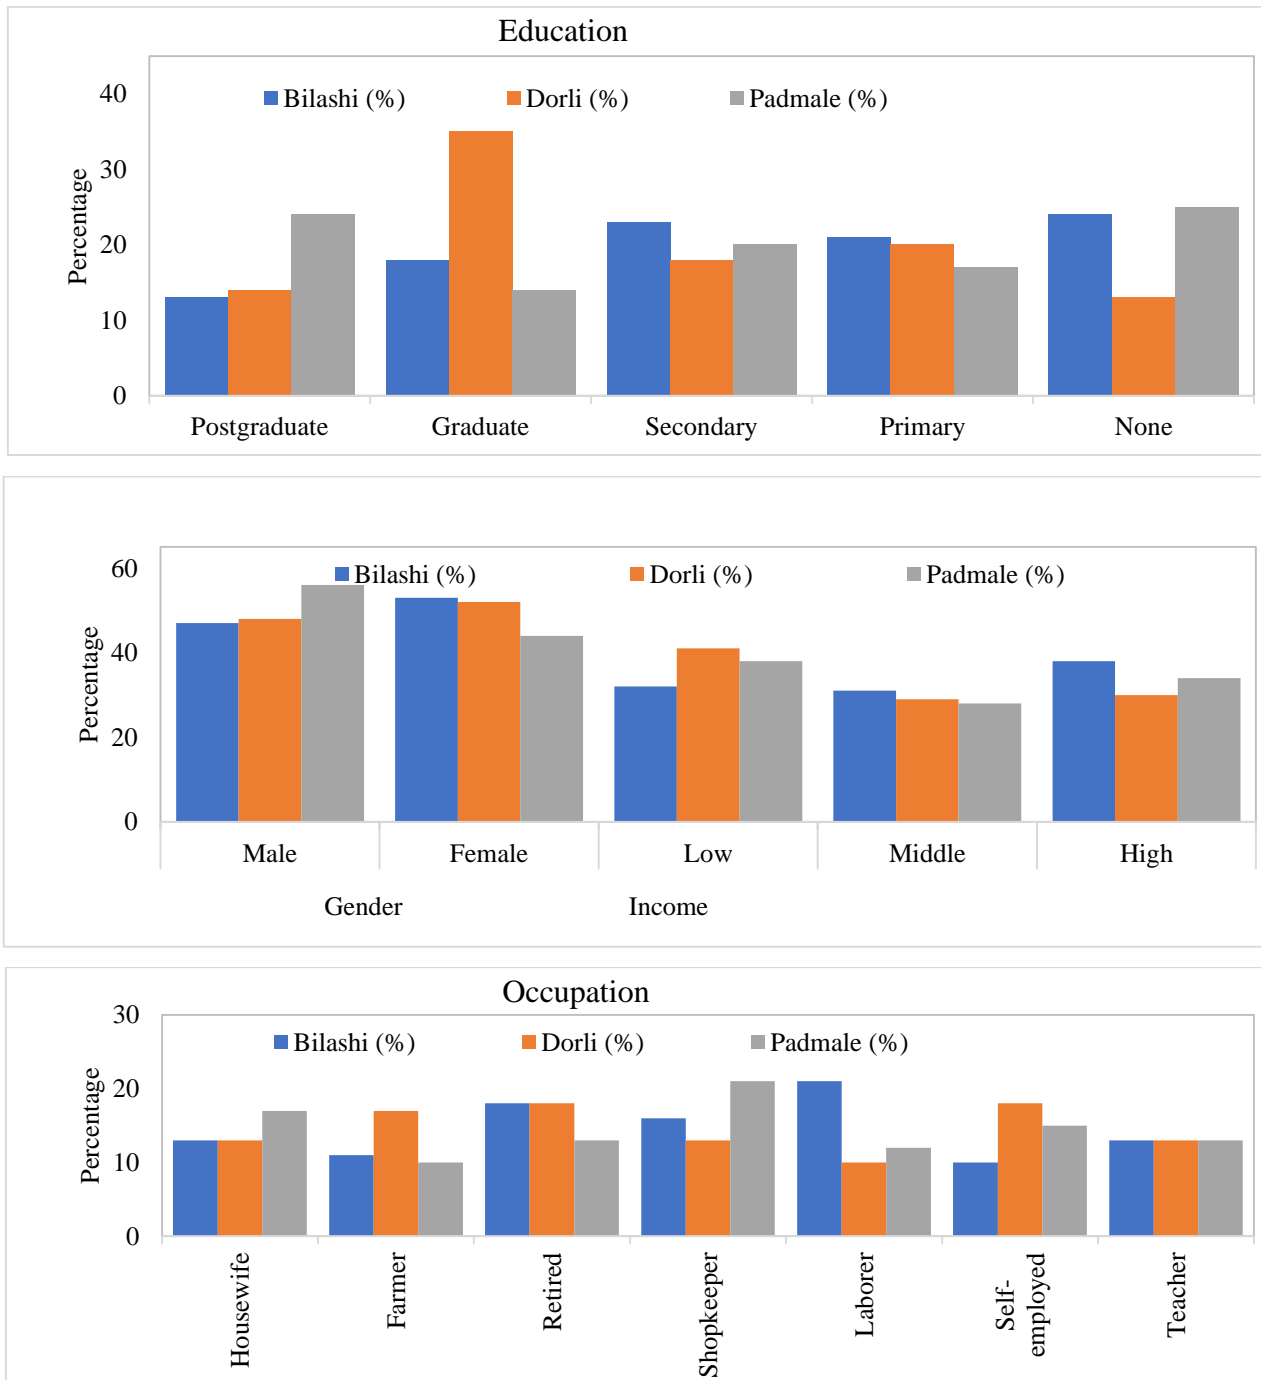 Education
Bilashi (%) Dorli (%) Padmale (%)
40
30
20
10
0
Percentage
Postgraduate Graduate Secondary Primary None
Bilashi (%) Dorli (%) Padmale (%)
60
40
20
0
Percentage
Male Female Low Middle High
Gender Income
Occupation
Bilashi (%) Dorli (%) Padmale (%)
30
20
10
0
Percentage
Housewife
Farmer
Retired
Shopkeeper
Laborer
Self-
employed
Teacher